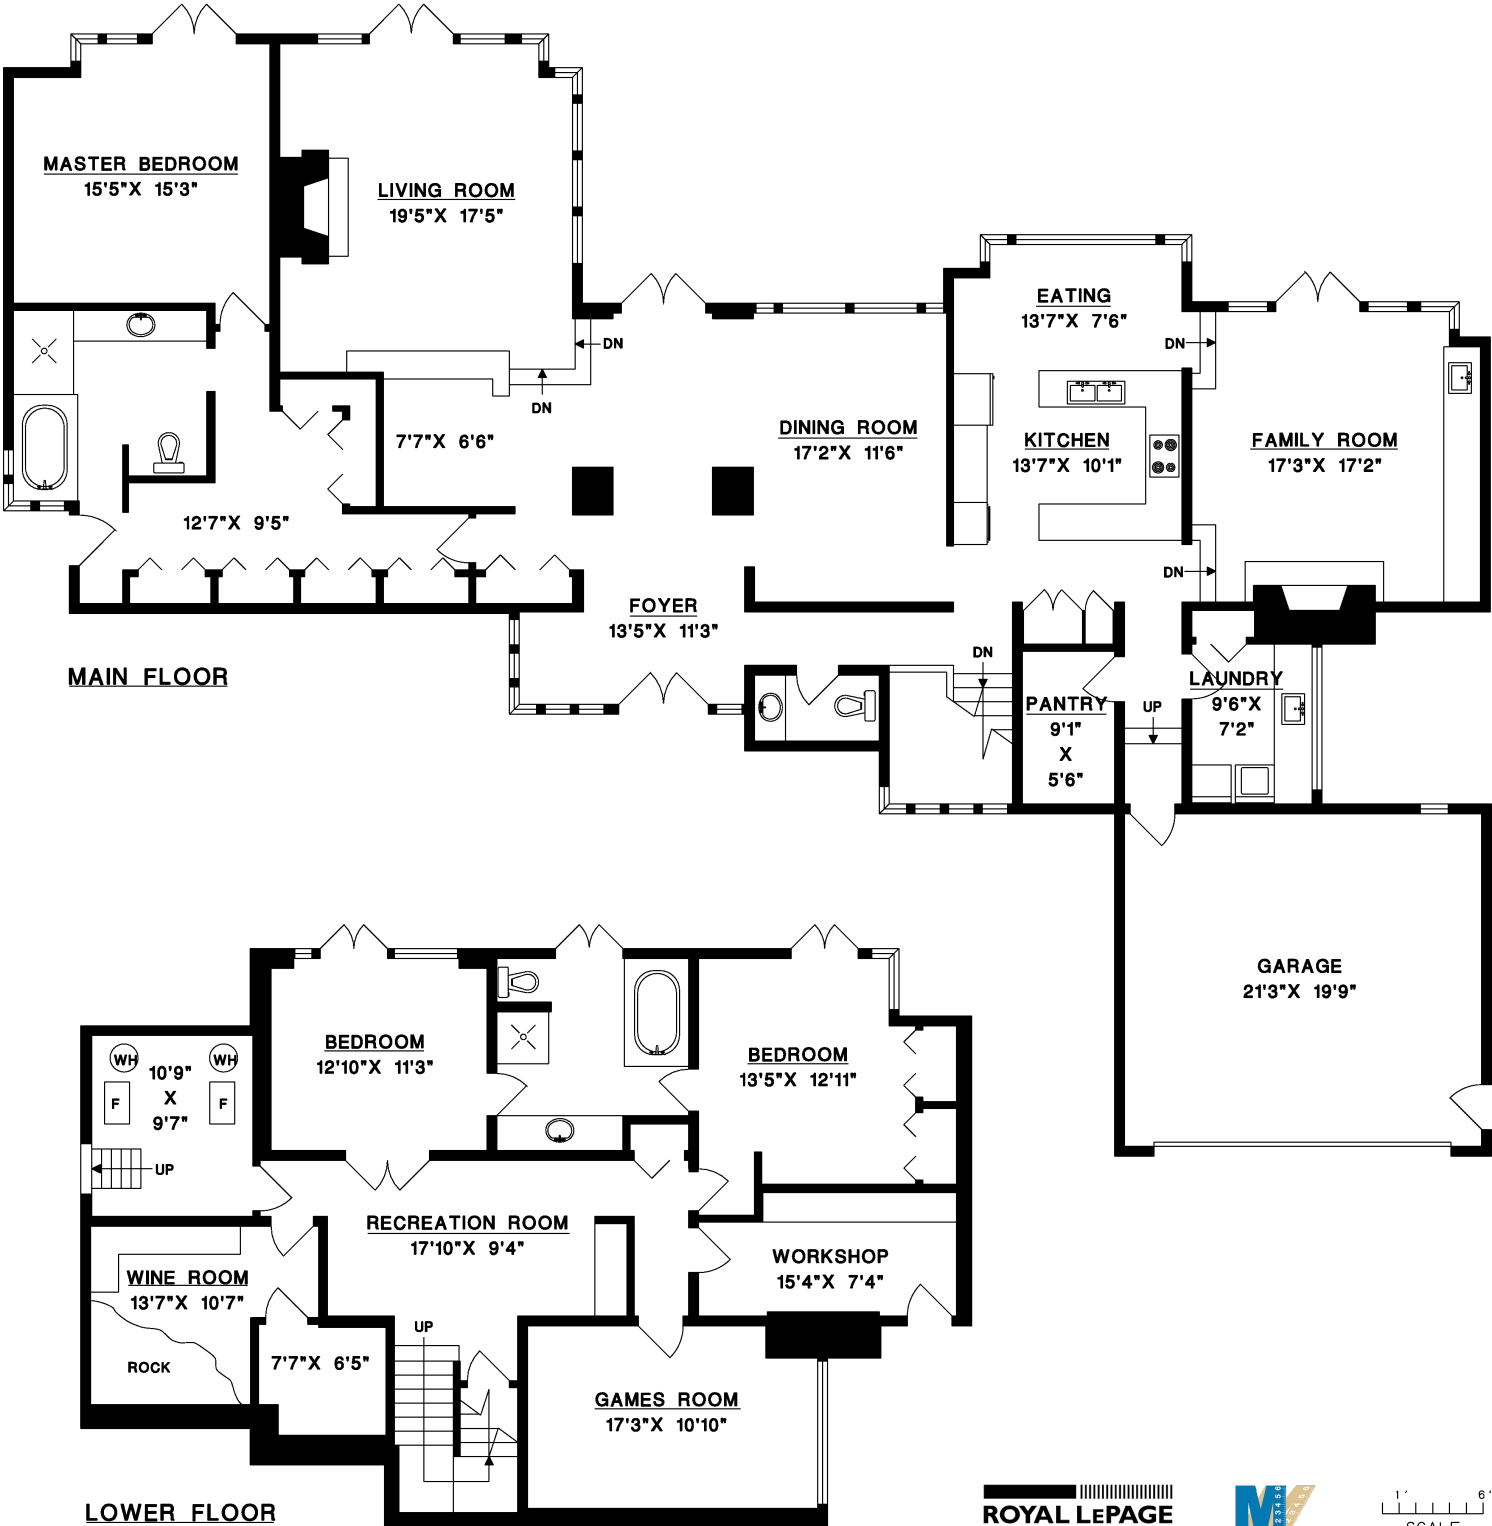 MASTER BEDROOM
15'5"X 15'3"
LIVING ROOM
19'5"X 17'5"
EATING
13'7"X 7'6"
DN
DN
DN
7'7"X 6'6"
DINING ROOM
17'2"X 11'6"
KITCHEN
13'7"X 10'1"
FAMILY ROOM
17'3"X 17'2"
12'7"X 9'5"
DN
FOYER
13'5"X 11'3"
DN
MAIN FLOOR
PANTRY
9'1"
X
5'6"
UP
LAUNDRY
9'6"X
7'2"
GARAGE
21'3"X 19'9"
BEDROOM
12'10"X 11'3"
BEDROOM
13'5"X 12'11"
WH
WH
10'9"
X
9'7"
F
F
UP
RECREATION ROOM
17'10"X 9'4"
WORKSHOP
15'4"X 7'4"
WINE ROOM
13'7"X 10'7"
ROCK
7'7"X 6'5"
UP
GAMES ROOM
17'3"X 10'10"
LOWER FLOOR
ROYAL LEPAGE
1' 6'
SCALE